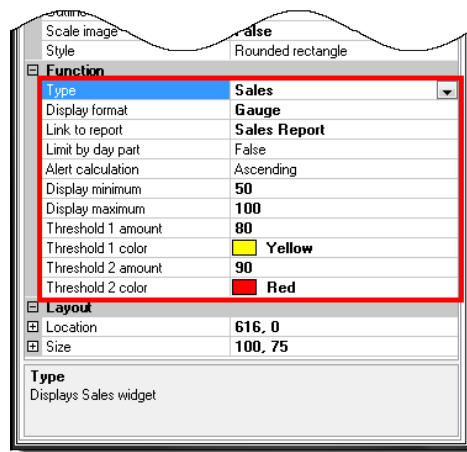 Scale image False
Style Rounded rectangle
Function
Type Sales
Display format Gauge
Link to report Sales Report
Limit by day part False
Alert calculation Ascending
Display minimum 50
Display maximum 100
Threshold 1 amount 80
Threshold 1 color Yellow
Threshold 2 amount 90
Threshold 2 color Red
Layout
Location 616, 0
Size 100, 75
Type
Displays Sales widget